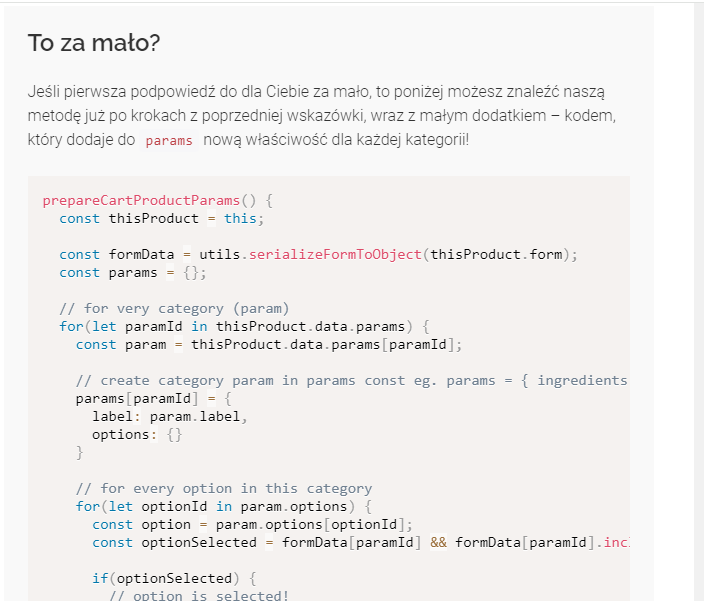 To za mało?
Jeśli pierwsza podpowiedź do dla Ciebie za mało, to poniżej możesz znaleźć naszą
metodę już po krokach z poprzedniej wskazówki, wraz z małym dodatkiem – kodem,
który dodaje do params nową właściwość dla każdej kategorii!
prepareCartProductParams() {
const thisProduct = this;
const formData = utils.serializeFormToObject(thisProduct.form);
const params = {};
// for very category (param)
for(let paramId in thisProduct.data.params) {
const param = thisProduct.data.params[paramId];
// create category param in params const eg. params = { ingredients
params[paramId] = {
label: param.label,
options: {}
}
// for every option in this category
for(let optionId in param.options) {
const option = param.options[optionId];
const optionSelected = formData[paramId] && formData[paramId].inc
if(optionSelected) {
// option is selected!